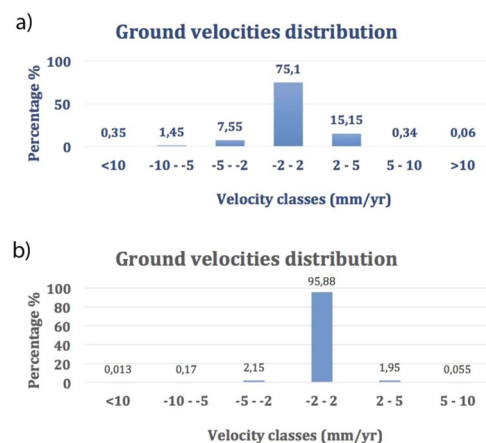 a)
Ground velocities distribution
Percentage %
100
50
0
0,35
1,45
7,55
75,1
15,15
0,34
0,06
<10
-10 - -5
-5 - -2
-2 - 2
2 - 5
5 - 10
>10
Velocity classes (mm/yr)
b)
Ground velocities distribution
Percentage %
100
80
60
40
20
0
0,013
0,17
2,15
95,88
1,95
0,055
<10
-10 - -5
-5 - -2
-2 - 2
2 - 5
5 - 10
Velocity classes (mm/yr)